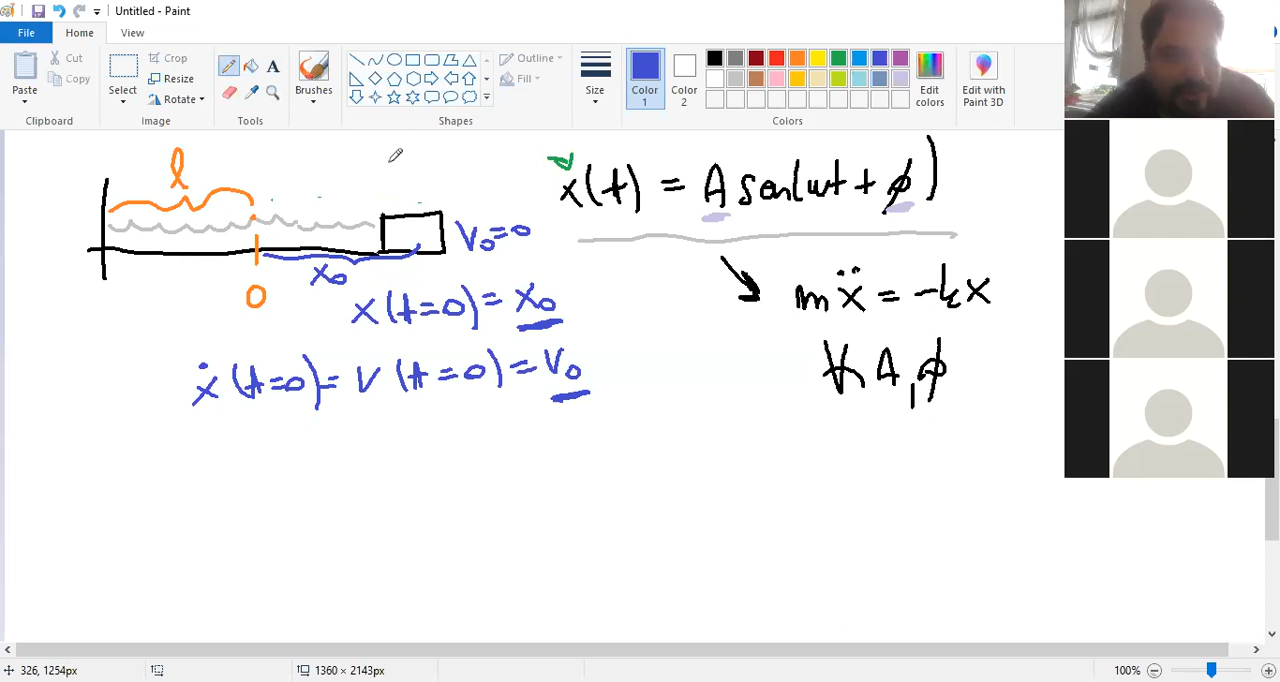 Untitled - Paint
File Home View
Paste
Cut
Copy
Clipboard
Select
Crop
Resize
Rotate
Image
Tools
Brushes
Shapes
Outline
Fill
Size
Color 1
Color 2
Colors
Edit colors
Edit with Paint 3D
l
x(t) = A sen(ωt + ϕ)
V₀=0
x₀
0
x(t=0) = x₀
mẍ = -kx
ẋ(t=0) = V(t=0) = V₀
∀ A, ϕ
326, 1254px
1360 × 2143px
100%